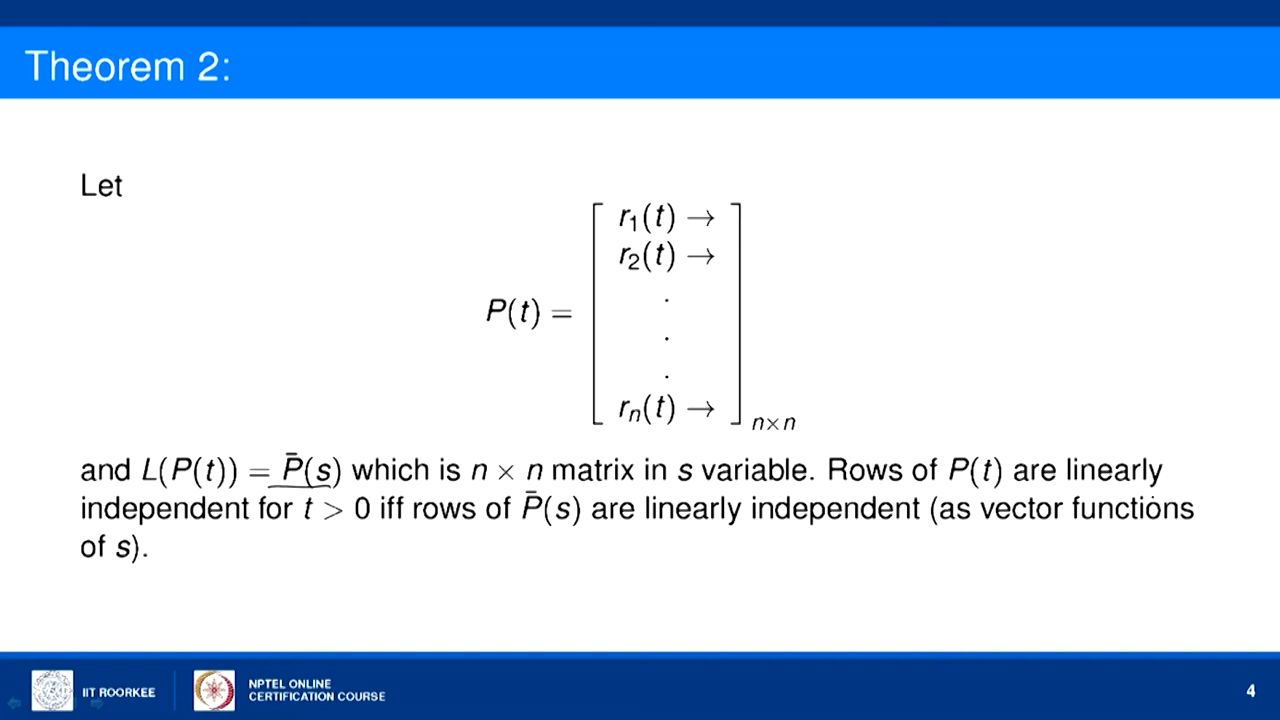 Theorem 2:
Let
P(t) = [ r₁(t) →
r₂(t) →
.
.
.
rₙ(t) → ]ₙₓₙ
and L(P(t)) = P̄(s) which is n × n matrix in s variable. Rows of P(t) are linearly
independent for t > 0 iff rows of P̄(s) are linearly independent (as vector functions
of s).
IIT ROORKEE
NPTEL ONLINE
CERTIFICATION COURSE
4